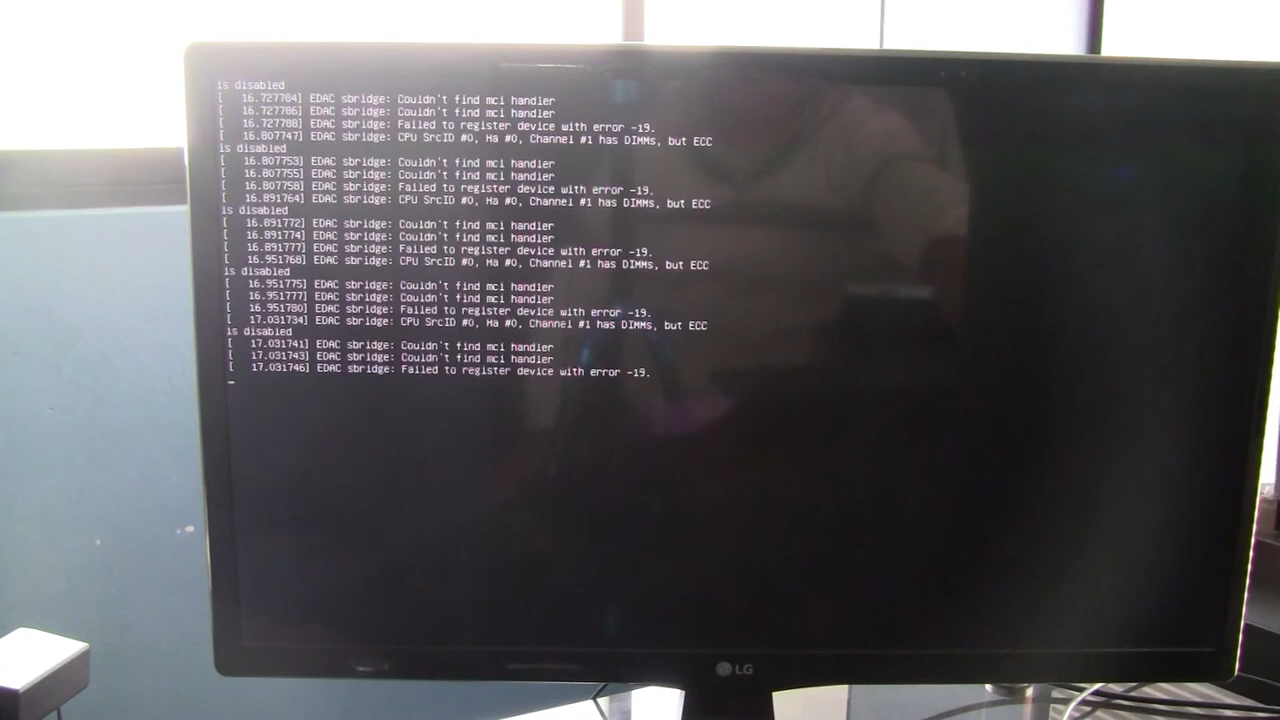 is disabled
[   16.727784] EDAC sbridge: Couldn't find mci handler
[   16.727786] EDAC sbridge: Couldn't find mci handler
[   16.727788] EDAC sbridge: Failed to register device with error -19.
[   16.807747] EDAC sbridge: CPU SrcID #0, Ha #0, Channel #1 has DIMMs, but ECC
is disabled
[   16.807753] EDAC sbridge: Couldn't find mci handler
[   16.807755] EDAC sbridge: Couldn't find mci handler
[   16.807758] EDAC sbridge: Failed to register device with error -19.
[   16.891764] EDAC sbridge: CPU SrcID #0, Ha #0, Channel #1 has DIMMs, but ECC
is disabled
[   16.891772] EDAC sbridge: Couldn't find mci handler
[   16.891774] EDAC sbridge: Couldn't find mci handler
[   16.891777] EDAC sbridge: Failed to register device with error -19.
[   16.951768] EDAC sbridge: CPU SrcID #0, Ha #0, Channel #1 has DIMMs, but ECC
is disabled
[   16.951775] EDAC sbridge: Couldn't find mci handler
[   16.951777] EDAC sbridge: Couldn't find mci handler
[   16.951780] EDAC sbridge: Failed to register device with error -19.
[   17.031734] EDAC sbridge: CPU SrcID #0, Ha #0, Channel #1 has DIMMs, but ECC
is disabled
[   17.031741] EDAC sbridge: Couldn't find mci handler
[   17.031743] EDAC sbridge: Couldn't find mci handler
[   17.031746] EDAC sbridge: Failed to register device with error -19.
LG